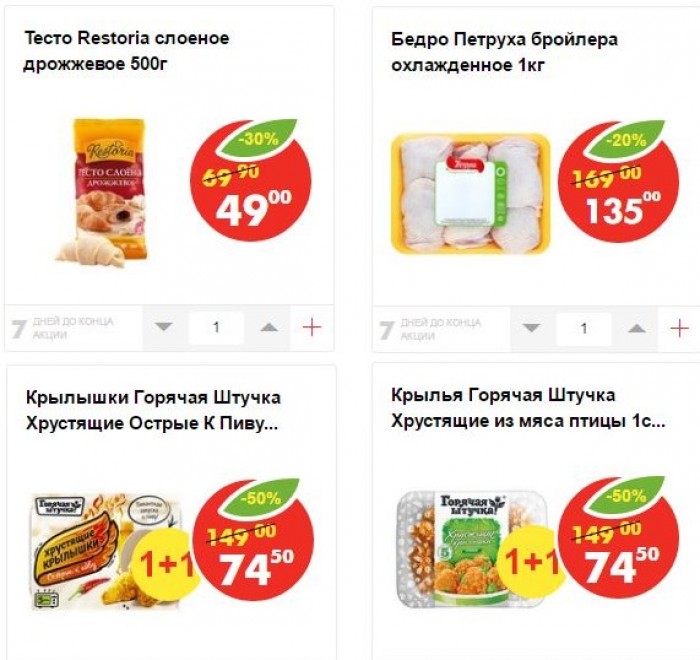 Тесто Restoria слоеное
дрожжевое 500г
Restoria
ТЕСТО СЛОЕНОЕ
ДРОЖЖЕВОЕ
-30%
69 90
49 00
7 ДНЕЙ ДО КОНЦА
АКЦИИ
1
+
Бедро Петруха бройлера
охлажденное 1кг
Петруха
-20%
169 00
135 00
7 ДНЕЙ ДО КОНЦА
АКЦИИ
1
+
Крылышки Горячая Штучка
Хрустящие Острые К Пиву...
Горячая
штучка!
хрустящие
крылышки
Острые к пиву
1+1
-50%
149 00
74 50
Крылья Горячая Штучка
Хрустящие из мяса птицы 1с...
Горячая
штучка!
Хрустящие
крылышки
1+1
-50%
149 00
74 50